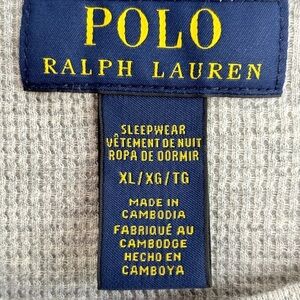 POLO
RALPH LAUREN
SLEEPWEAR
VÊTEMENT DE NUIT
ROPA DE DORMIR
XL/XG/TG
MADE IN
CAMBODIA
FABRIQUÉ AU
CAMBODGE
HECHO EN
CAMBOYA